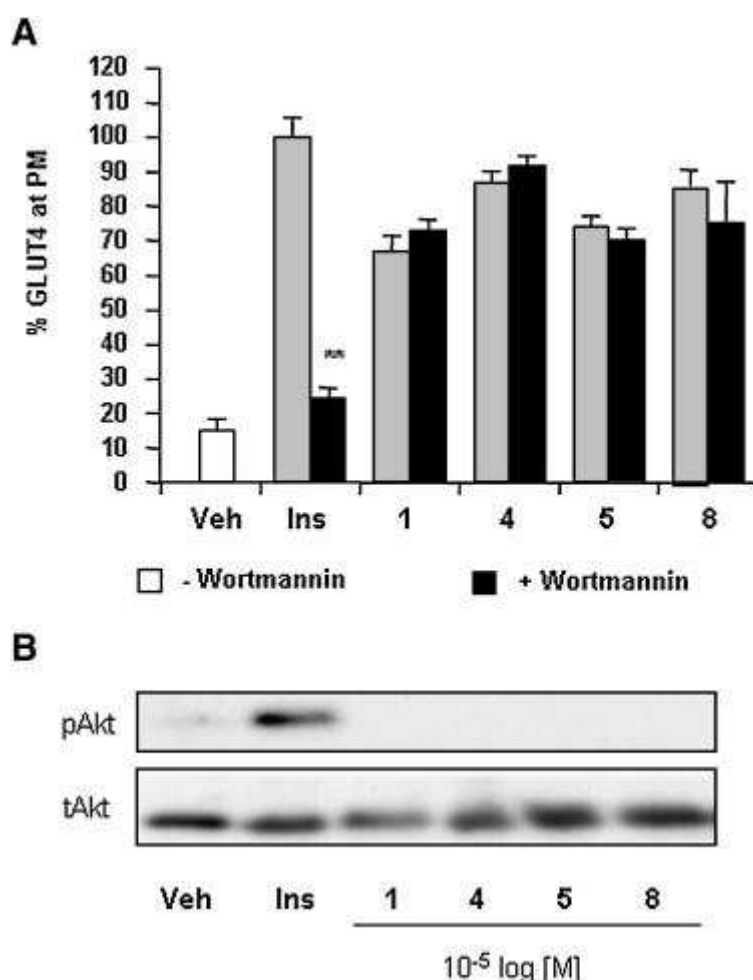 A
120
110
100
90
80
70
60
50
40
30
20
10
0
% GLUT4 at PM
**
Veh Ins 1 4 5 8
- Wortmannin + Wortmannin
B
pAkt
tAkt
Veh Ins 1 4 5 8
10⁻⁵ log [M]